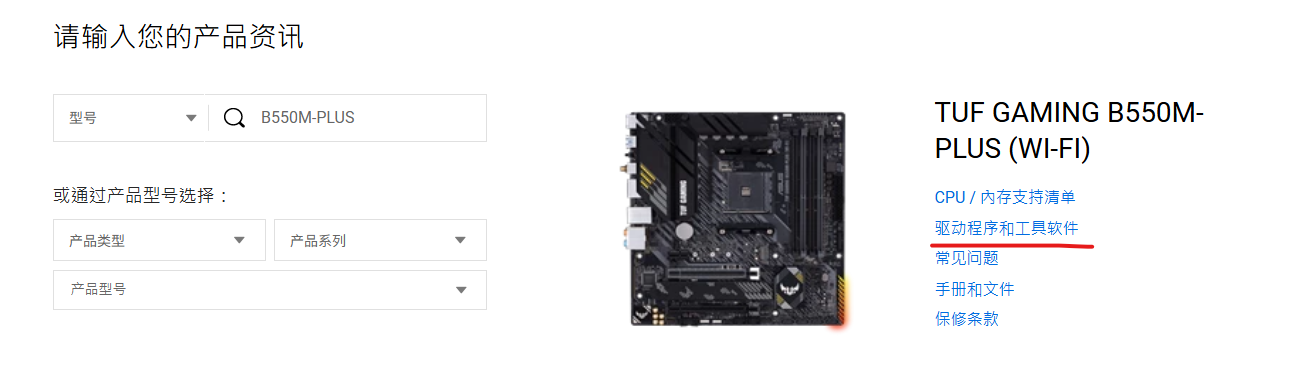 请输入您的产品资讯
型号
B550M-PLUS
或通过产品型号选择：
产品类型
产品系列
产品型号
TUF GAMING
TUF GAMING B550M-
PLUS (WI-FI)
CPU / 內存支持清单
驱动程序和工具软件
常见问题
手册和文件
保修条款